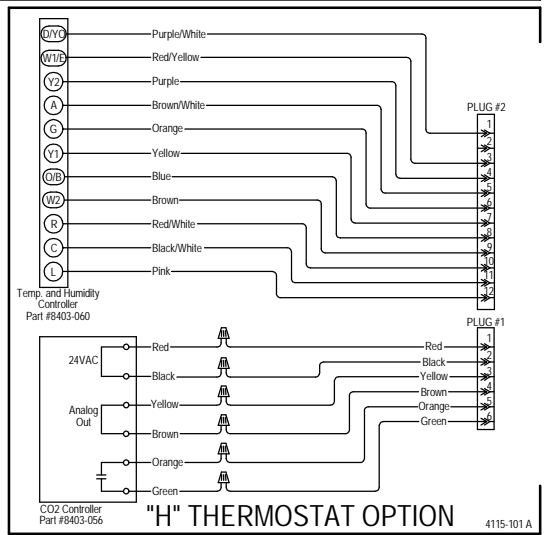 D/YO Purple/White
W1/E Red/Yellow
Y2 Purple
A Brown/White
G Orange
Y1 Yellow
O/B Blue
W2 Brown
R Red/White
C Black/White
L Pink
Temp. and Humidity
Controller
Part #8403-060
PLUG #2
1
2
3
4
5
6
7
8
9
10
11
12
PLUG #1
1
2
3
4
5
6
24VAC
Analog
Out
Red Red
Black Black
Yellow Yellow
Brown Brown
Orange Orange
Green Green
CO2 Controller
Part #8403-056
"H" THERMOSTAT OPTION
4115-101 A